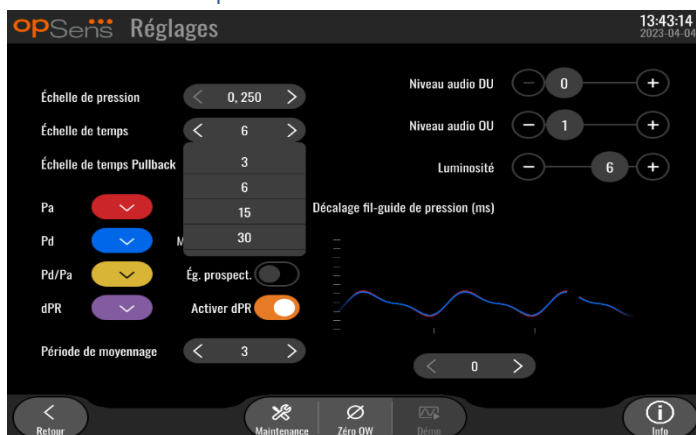 opSens Réglages
13:43:14
2023-04-04
Échelle de pression < 0, 250 >
Échelle de temps < 6 >
Échelle de temps Pullback
3
6
15
30
Pa
Pd M
Pd/Pa Ég. prospect.
dPR Activer dPR
Période de moyennage < 3 >
Niveau audio DU − 0 +
Niveau audio OU − 1 +
Luminosité − 6 +
Décalage fil-guide de pression (ms)
< 0 >
< Retour
Maintenance
Zéro OW
Démo
Info